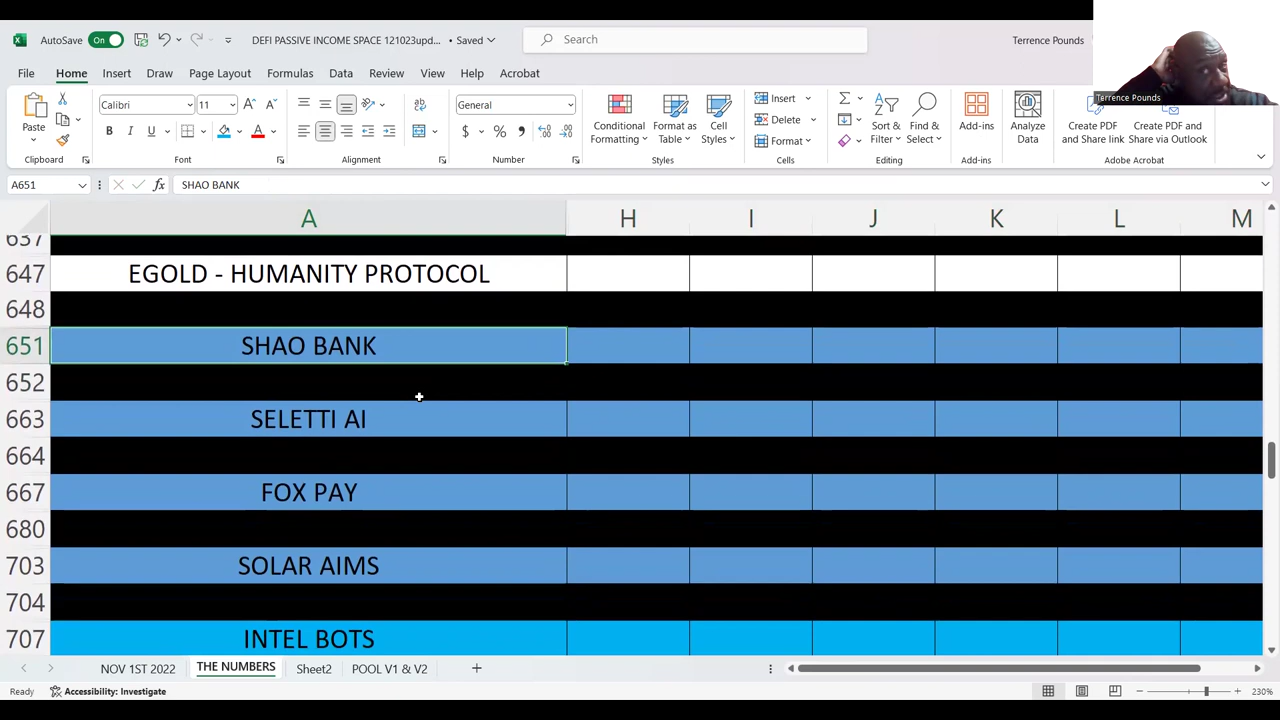 AutoSave On DEFI PASSIVE INCOME SPACE 121023upd... • Saved Search Terrence Pounds
File Home Insert Draw Page Layout Formulas Data Review View Help Acrobat
Terrence Pounds
Paste Calibri 11 General Conditional Formatting Format as Table Cell Styles Insert Delete Format Sort & Filter Find & Select Add-ins Analyze Data Create PDF and Share link Create PDF and Share via Outlook
Clipboard Font Alignment Number Styles Cells Editing Add-ins Adobe Acrobat
A651 fx SHAO BANK
A H I J K L M
637
647 EGOLD - HUMANITY PROTOCOL
648
651 SHAO BANK
652
663 SELETTI AI
664
667 FOX PAY
680
703 SOLAR AIMS
704
707 INTEL BOTS
NOV 1ST 2022 THE NUMBERS Sheet2 POOL V1 & V2
Ready Accessibility: Investigate 230%